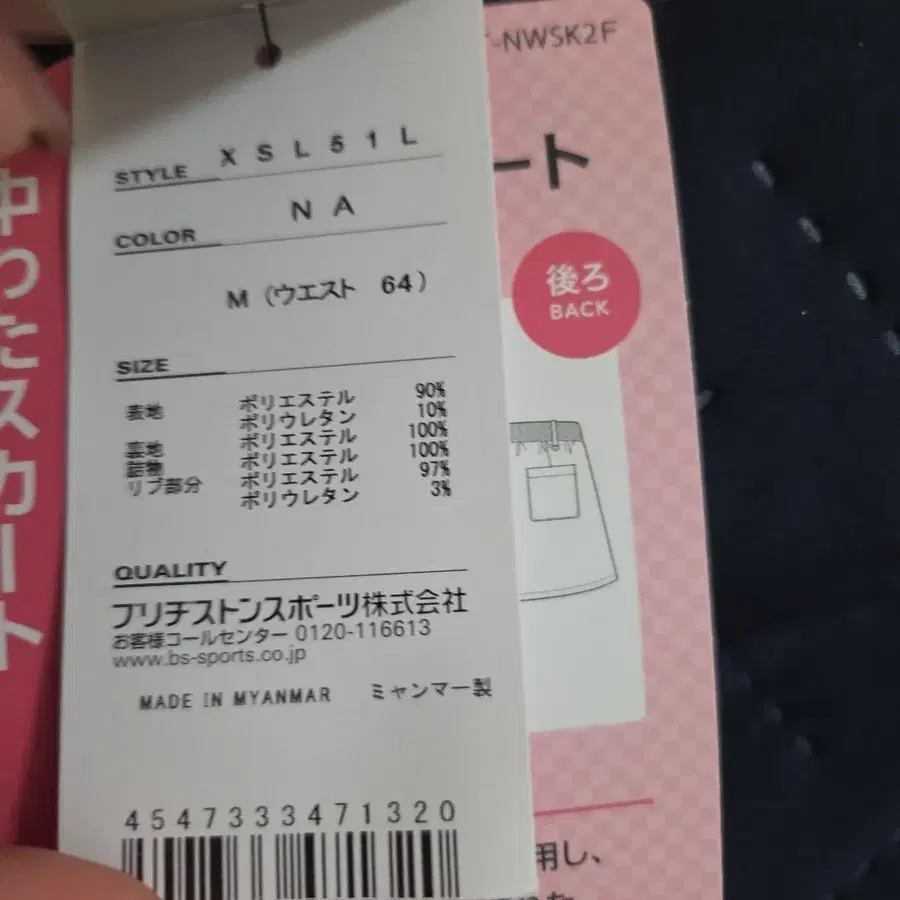 STYLE X S L 5 1 L
COLOR N A
M (ウエスト 64)
SIZE
表地 ポリエステル 90%
ポリウレタン 10%
裏地 ポリエステル 100%
詰物 ポリエステル 100%
リブ部分 ポリエステル 97%
ポリウレタン 3%
QUALITY
ブリヂストンスポーツ株式会社
お客様コールセンター 0120-116613
www.bs-sports.co.jp
MADE IN MYANMAR ミャンマー製
4547333471320
-NWSK2F
ート
後ろ
BACK
用し、
ったスカート